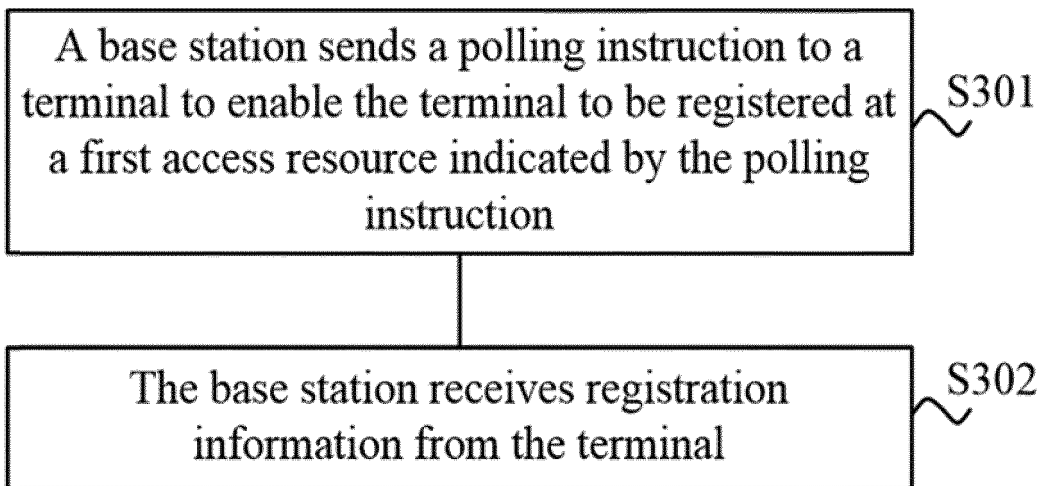 A base station sends a polling instruction to a
terminal to enable the terminal to be registered at
a first access resource indicated by the polling
instruction
S301
The base station receives registration
information from the terminal
S302